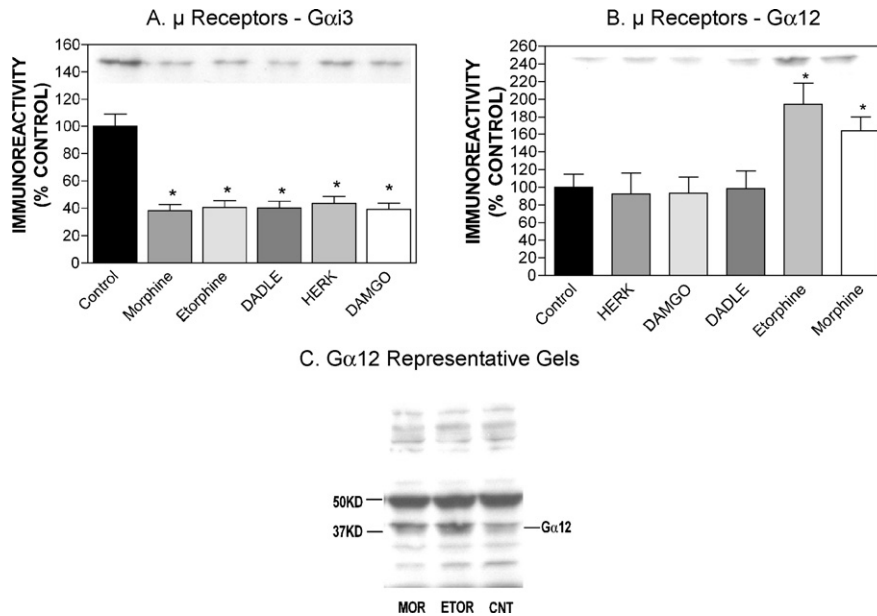 A. µ Receptors - Gαi3
IMMUNOREACTIVITY
(% CONTROL)
160
140
120
100
80
60
40
20
0
*
*
*
*
*
Control
Morphine
Etorphine
DADLE
HERK
DAMGO
B. µ Receptors - Gα12
IMMUNOREACTIVITY
(% CONTROL)
260
240
220
200
180
160
140
120
100
80
60
40
20
0
*
*
Control
HERK
DAMGO
DADLE
Etorphine
Morphine
C. Gα12 Representative Gels
50KD
37KD
Gα12
MOR ETOR CNT